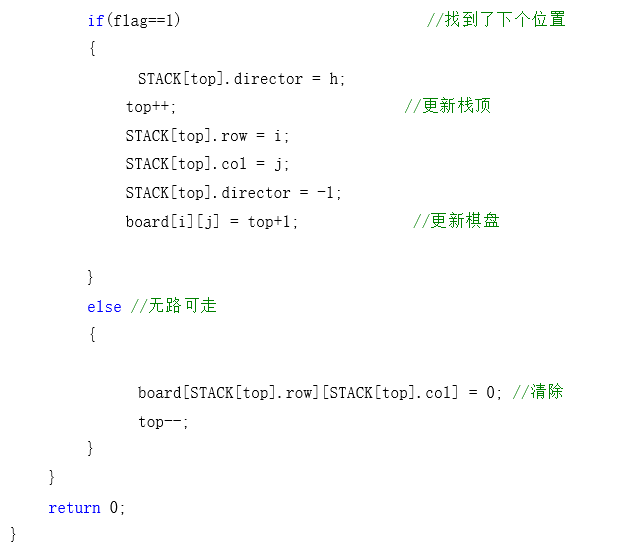 if(flag==1) //找到了下个位置
{
STACK[top].director = h;
top++; //更新栈顶
STACK[top].row = i;
STACK[top].col = j;
STACK[top].director = -1;
board[i][j] = top+1; //更新棋盘
}
else //无路可走
{
board[STACK[top].row][STACK[top].col] = 0; //清除
top--;
}
}
return 0;
}